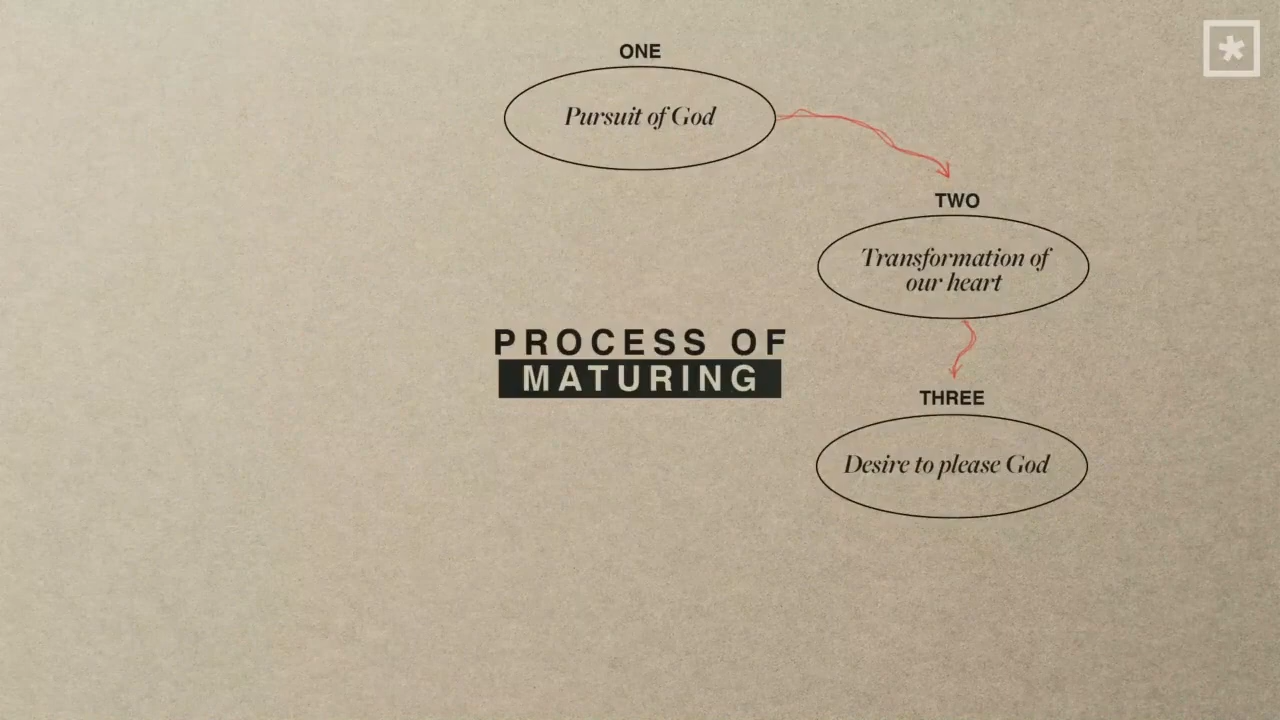 ONE
Pursuit of God
TWO
Transformation of
our heart
PROCESS OF
MATURING
THREE
Desire to please God